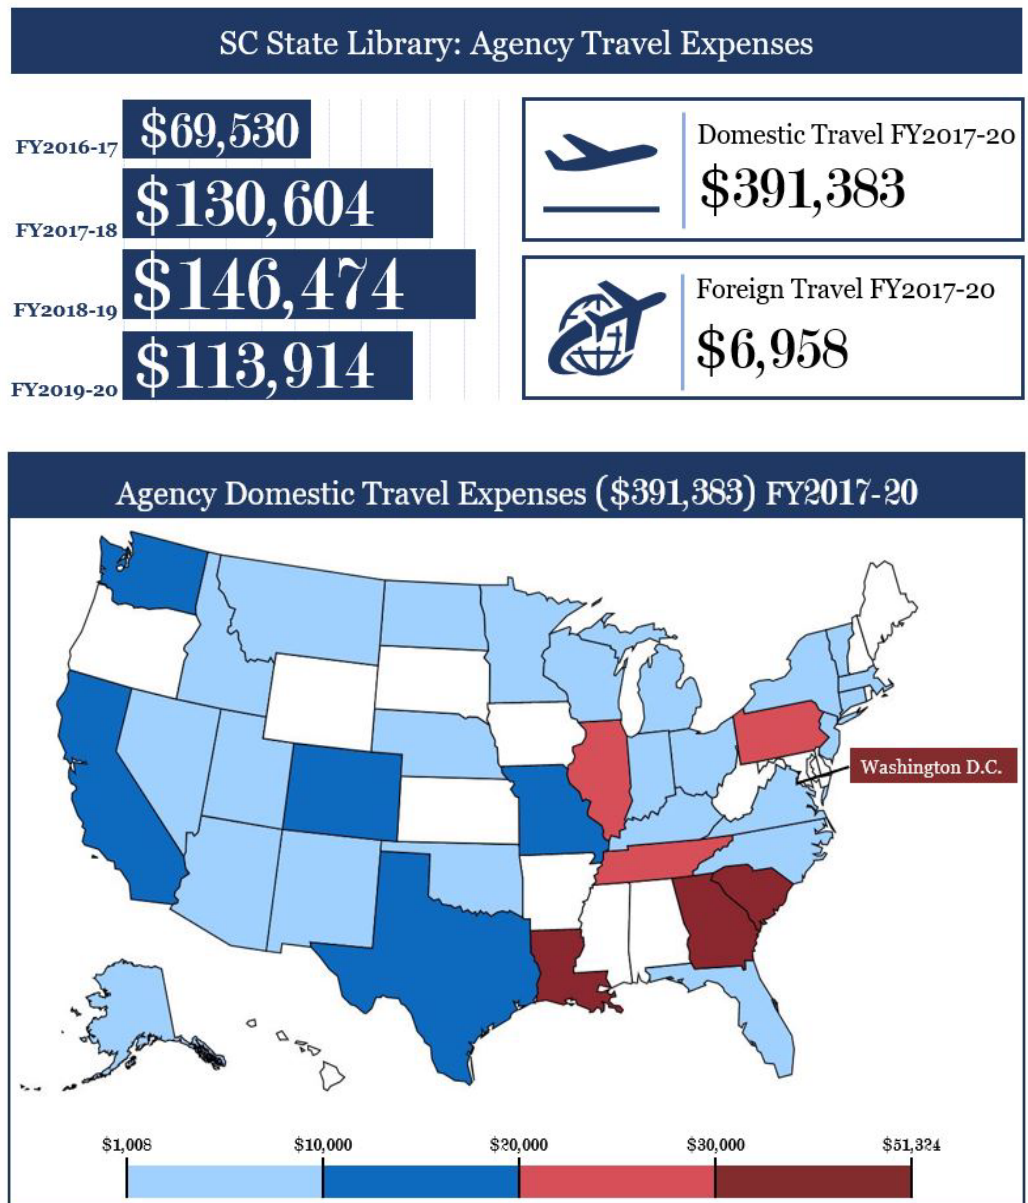 SC State Library: Agency Travel Expenses
FY2016-17 $69,530
FY2017-18 $130,604
FY2018-19 $146,474
FY2019-20 $113,914
Domestic Travel FY2017-20
$391,383
Foreign Travel FY2017-20
$6,958
Agency Domestic Travel Expenses ($391,383) FY2017-20
Washington D.C.
$1,008 $10,000 $20,000 $30,000 $51,324